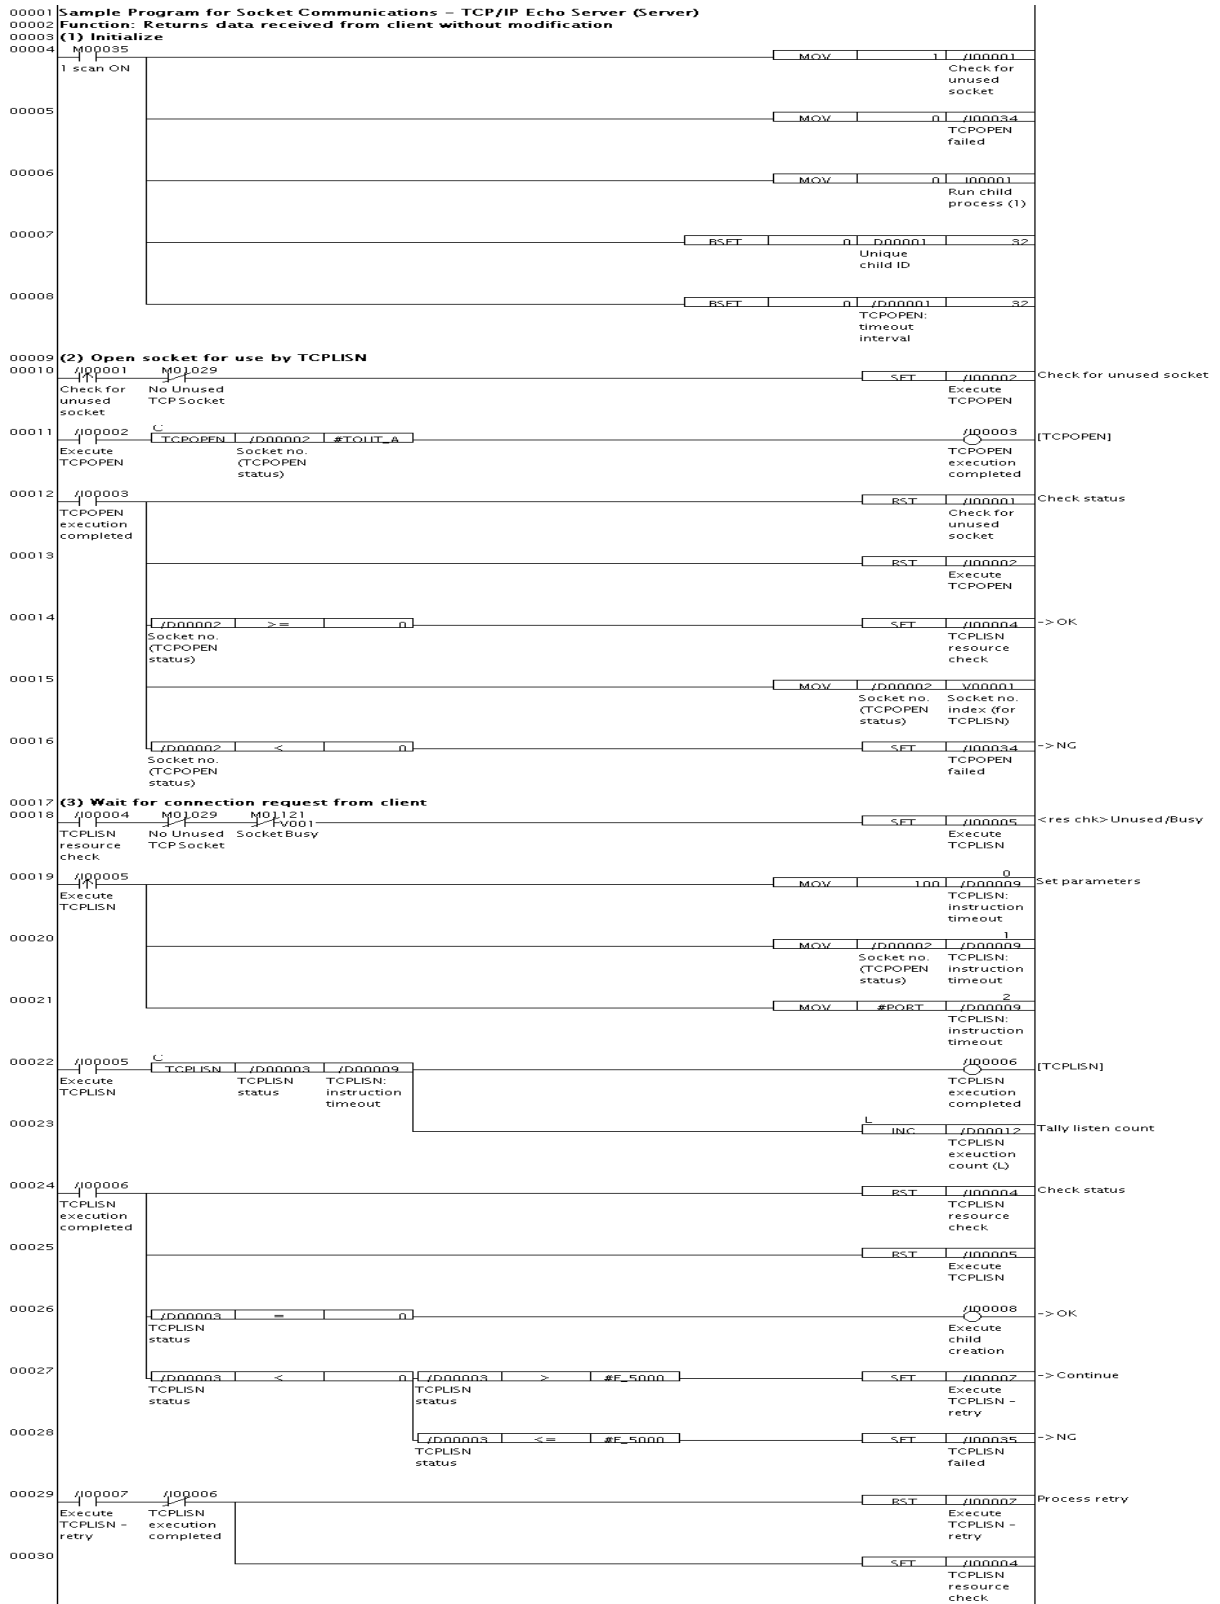 00001 Sample Program for Socket Communications – TCP/IP Echo Server (Server)
00002 Function: Returns data received from client without modification
00003 (1) Initialize
00004 M00035 MOV 1 /I00001
1 scan ON Check for
unused
socket
00005 MOV 0 /I00034
TCPOPEN
failed
00006 MOV 0 I00001
Run child
process (1)
00007 BSET 0 D00001 32
Unique
child ID
00008 BSET 0 /D00001 32
TCPOPEN:
timeout
interval
00009 (2) Open socket for use by TCPLISN
00010 /I00001 M01029 SET /I00002 Check for unused socket
Check for No Unused Execute
unused TCP Socket TCPOPEN
socket
00011 /I00002 C TCPOPEN /D00002 #TOUT_A /I00003 [TCPOPEN]
Execute Socket no. TCPOPEN
TCPOPEN (TCPOPEN execution
status) completed
00012 /I00003 RST /I00001 Check status
TCPOPEN Check for
execution unused
completed socket
00013 RST /I00002
Execute
TCPOPEN
00014 /D00002 >= 0 SET /I00004 ->OK
Socket no. TCPLISN
(TCPOPEN resource
status) check
00015 MOV /D00002 V00001
Socket no. Socket no.
(TCPOPEN index (for
status) TCPLISN)
00016 /D00002 < 0 SET /I00034 ->NG
Socket no. TCPOPEN
(TCPOPEN failed
status)
00017 (3) Wait for connection request from client
00018 /I00004 M01029 M01121 V001 SET /I00005 <res chk>Unused/Busy
TCPLISN No Unused Socket Busy Execute
resource TCP Socket TCPLISN
check
0
00019 /I00005 MOV 100 /D00009 Set parameters
Execute TCPLISN:
TCPLISN instruction
timeout
1
00020 MOV /D00002 /D00009
Socket no. TCPLISN:
(TCPOPEN instruction
status) timeout
2
00021 MOV #PORT /D00009
TCPLISN:
instruction
timeout
00022 /I00005 C TCPLISN /D00003 /D00009 /I00006 [TCPLISN]
Execute TCPLISN TCPLISN: TCPLISN
TCPLISN status instruction execution
timeout completed
00023 L INC /D00012 Tally listen count
TCPLISN
exeuction
count (L)
00024 /I00006 RST /I00004 Check status
TCPLISN TCPLISN
execution resource
completed check
00025 RST /I00005
Execute
TCPLISN
00026 /D00003 = 0 /I00008 ->OK
TCPLISN Execute
status child
creation
00027 /D00003 < 0 /D00003 > #E_5000 SET /I00007 ->Continue
TCPLISN TCPLISN Execute
status status TCPLISN –
retry
00028 /D00003 <= #E_5000 SET /I00035 ->NG
TCPLISN TCPLISN
status failed
00029 /I00007 /I00006 RST /I00007 Process retry
Execute TCPLISN Execute
TCPLISN – execution TCPLISN –
retry completed retry
00030 SET /I00004
TCPLISN
resource
check